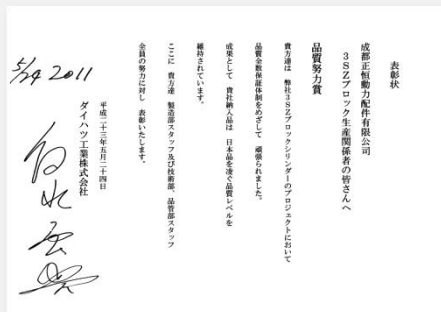 表彰状
成都正恒動力配件有限公司
3SZブロック生産関係者の皆さんへ
品質努力賞
貴方達は 弊社3SZブロックシリンダーのプロジェクトにおいて
品質全数保証体制をめざして 頑張られました。
成果として 貴社納入品は 日本品を凌ぐ品質レベルを
維持されています。
ここに 貴方達 製造部スタッフ及び技術部、品管部スタッフ
全員の努力に対し 表彰いたします。
平成二十三年五月二十四日
ダイハツ工業株式会社
5/24 2011